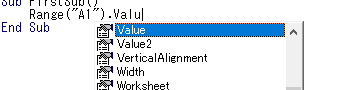 Sub FirstSub()
Range("A1").Valu
End Sub
Value
Value2
VerticalAlignment
Width
Worksheet